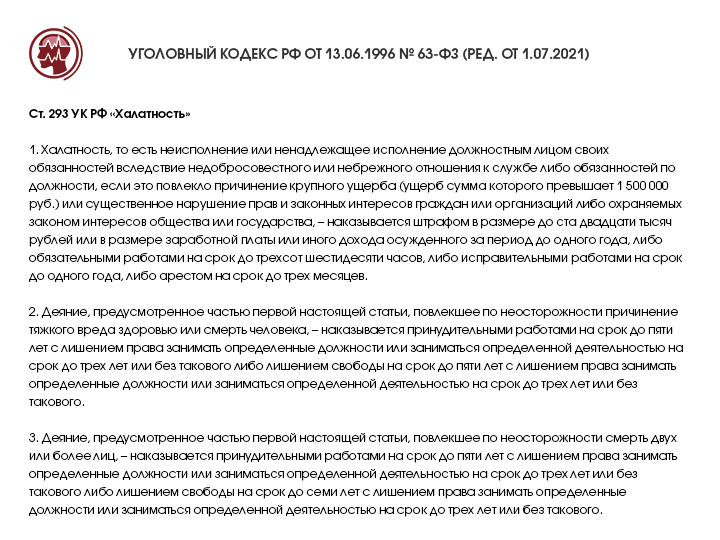 УГОЛОВНЫЙ КОДЕКС РФ ОТ 13.06.1996 № 63-ФЗ (РЕД. ОТ 1.07.2021)
Ст. 293 УК РФ «Халатность»
1. Халатность, то есть неисполнение или ненадлежащее исполнение должностным лицом своих
обязанностей вследствие недобросовестного или небрежного отношения к службе либо обязанностей по
должности, если это повлекло причинение крупного ущерба (ущерб сумма которого превышает 1 500 000
руб.) или существенное нарушение прав и законных интересов граждан или организаций либо охраняемых
законом интересов общества или государства, – наказывается штрафом в размере до ста двадцати тысяч
рублей или в размере заработной платы или иного дохода осужденного за период до одного года, либо
обязательными работами на срок до трехсот шестидесяти часов, либо исправительными работами на срок
до одного года, либо арестом на срок до трех месяцев.
2. Деяние, предусмотренное частью первой настоящей статьи, повлекшее по неосторожности причинение
тяжкого вреда здоровью или смерть человека, – наказывается принудительными работами на срок до пяти
лет с лишением права занимать определенные должности или заниматься определенной деятельностью на
срок до трех лет или без такового либо лишением свободы на срок до пяти лет с лишением права занимать
определенные должности или заниматься определенной деятельностью на срок до трех лет или без
такового.
3. Деяние, предусмотренное частью первой настоящей статьи, повлекшее по неосторожности смерть двух
или более лиц, – наказывается принудительными работами на срок до пяти лет с лишением права занимать
определенные должности или заниматься определенной деятельностью на срок до трех лет или без
такового либо лишением свободы на срок до семи лет с лишением права занимать определенные
должности или заниматься определенной деятельностью на срок до трех лет или без такового.